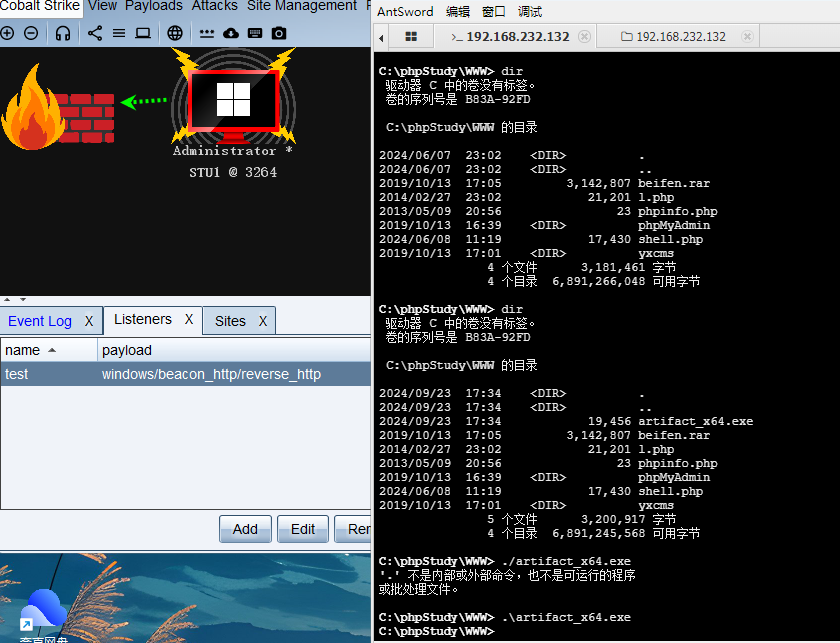 Cobalt Strike View Payloads Attacks Site Management
Administrator *
STU1 @ 3264
Event Log X Listeners X Sites X
name payload
test windows/beacon_http/reverse_http
Add Edit
夸克网盘
AntSword 编辑 窗口 调试
>_ 192.168.232.132 192.168.232.132
C:\phpStudy\WWW> dir
驱动器 C 中的卷没有标签。
卷的序列号是 B83A-92FD
C:\phpStudy\WWW 的目录
2024/06/07 23:02 <DIR> .
2024/06/07 23:02 <DIR> ..
2019/10/13 17:05 3,142,807 beifen.rar
2014/02/27 23:02 21,201 l.php
2013/05/09 20:56 23 phpinfo.php
2019/10/13 16:39 <DIR> phpMyAdmin
2024/06/08 11:19 17,430 shell.php
2019/10/13 17:01 <DIR> yxcms
4 个文件 3,181,461 字节
4 个目录 6,891,266,048 可用字节
C:\phpStudy\WWW> dir
驱动器 C 中的卷没有标签。
卷的序列号是 B83A-92FD
C:\phpStudy\WWW 的目录
2024/09/23 17:34 <DIR> .
2024/09/23 17:34 <DIR> ..
2024/09/23 17:34 19,456 artifact_x64.exe
2019/10/13 17:05 3,142,807 beifen.rar
2014/02/27 23:02 21,201 l.php
2013/05/09 20:56 23 phpinfo.php
2019/10/13 16:39 <DIR> phpMyAdmin
2024/06/08 11:19 17,430 shell.php
2019/10/13 17:01 <DIR> yxcms
5 个文件 3,200,917 字节
4 个目录 6,891,245,568 可用字节
C:\phpStudy\WWW> ./artifact_x64.exe
'.' 不是内部或外部命令，也不是可运行的程序
或批处理文件。
C:\phpStudy\WWW> .\artifact_x64.exe
C:\phpStudy\WWW>